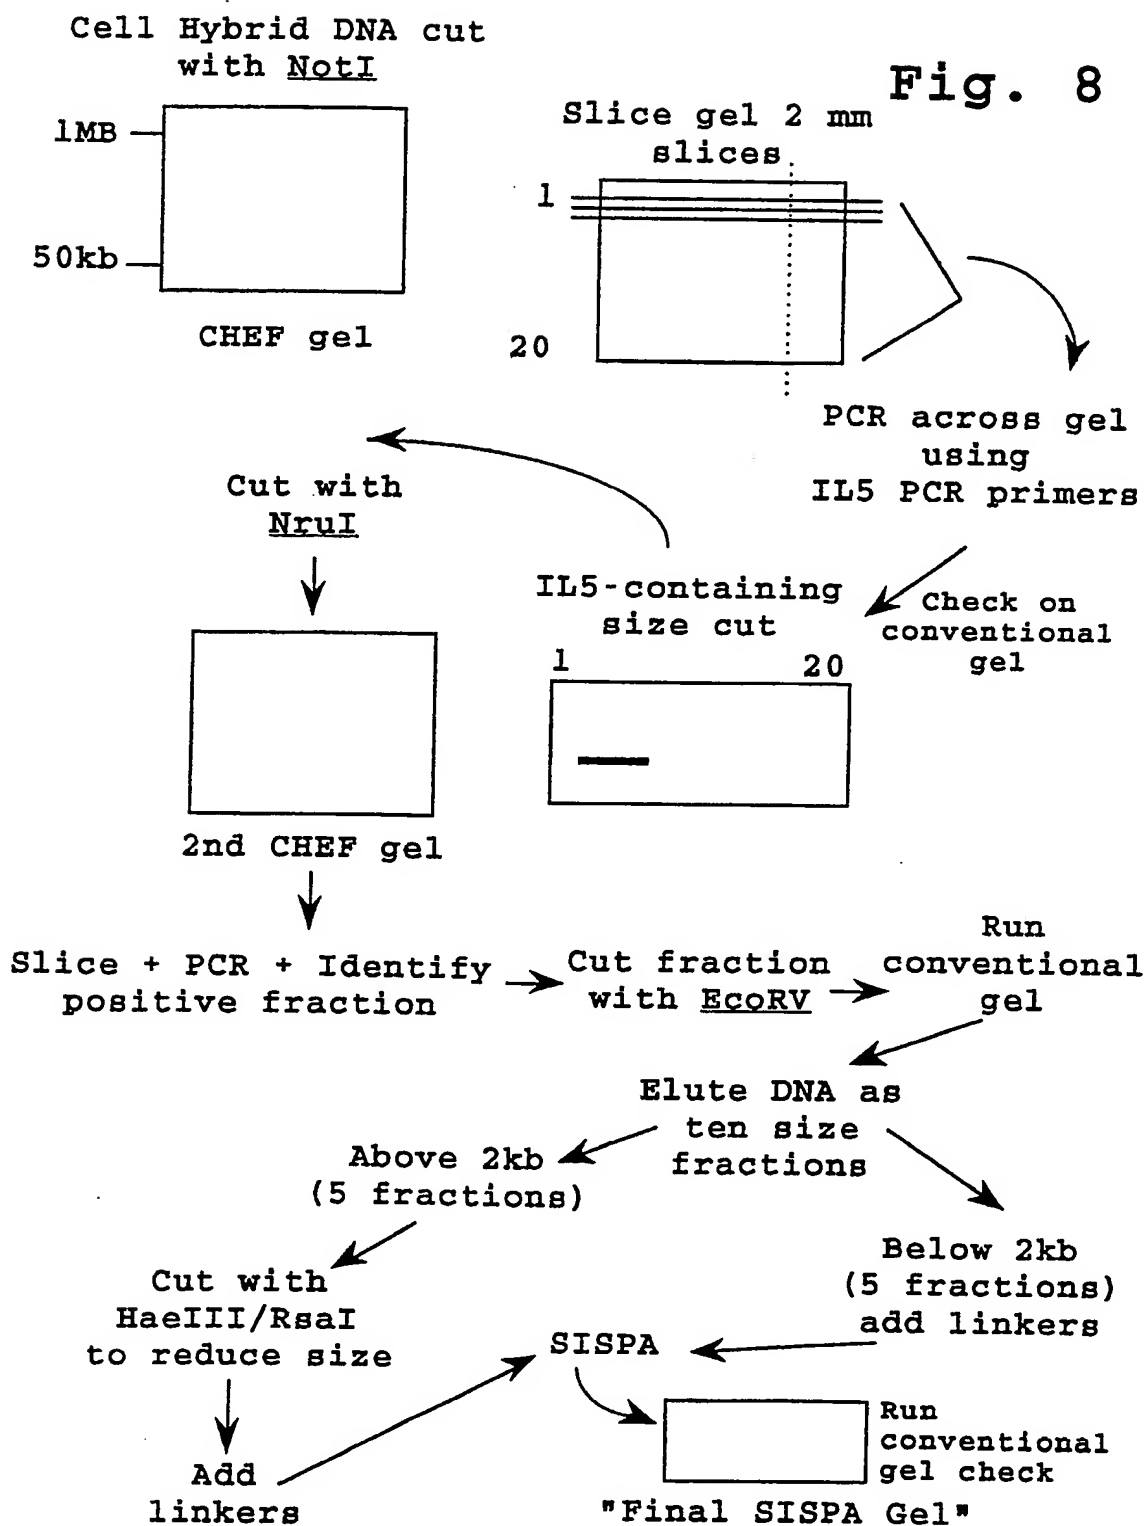 Cell Hybrid DNA cut
with NotI
Fig. 8
1MB
50kb
CHEF gel
Slice gel 2 mm
slices
1
20
PCR across gel
using
IL5 PCR primers
Check on
conventional
gel
IL5-containing
size cut
1 20
Cut with
NruI
2nd CHEF gel
Slice + PCR + Identify
positive fraction
Cut fraction
with EcoRV
Run
conventional
gel
Elute DNA as
ten size
fractions
Above 2kb
(5 fractions)
Cut with
HaeIII/RsaI
to reduce size
Add
linkers
Below 2kb
(5 fractions)
add linkers
SISPA
Run
conventional
gel check
"Final SISPA Gel"